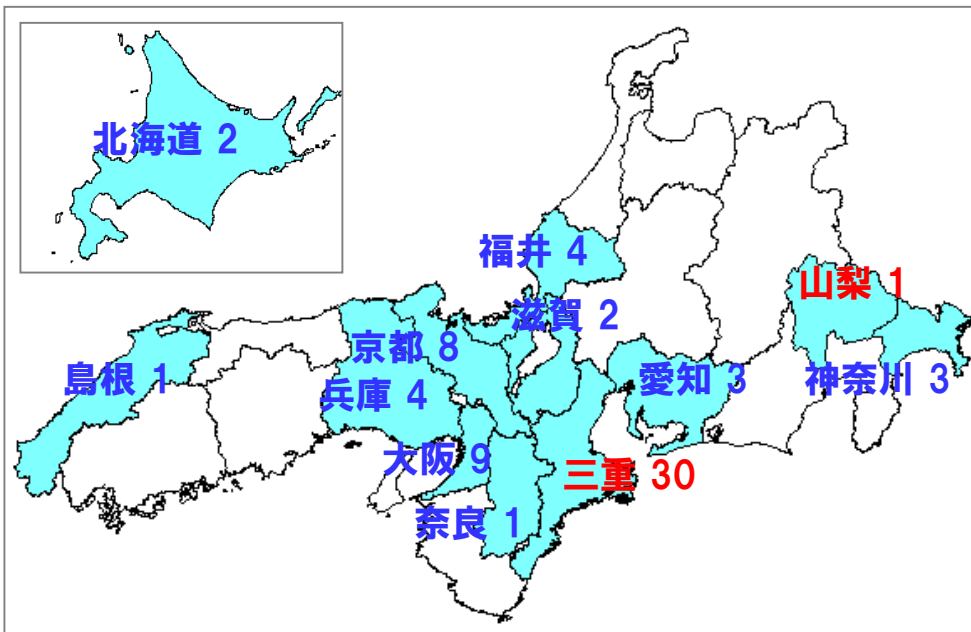 北海道 2
福井 4
山梨 1
滋賀 2
京都 8
島根 1
愛知 3
神奈川 3
兵庫 4
大阪 9
三重 30
奈良 1